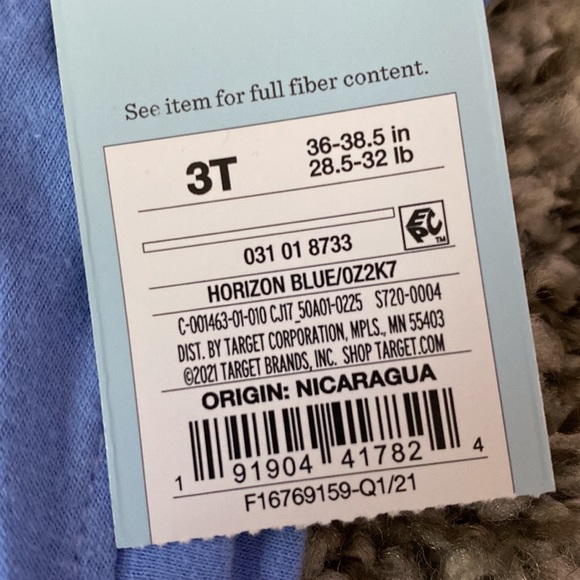 See item for full fiber content.
3T
36-38.5 in
28.5-32 lb
EPC TM
031 01 8733
HORIZON BLUE/0Z2K7
C-001463-01-010 CJ17_50A01-0225 S720-0004
DIST. BY TARGET CORPORATION, MPLS., MN 55403
©2021 TARGET BRANDS, INC. SHOP TARGET.COM
ORIGIN: NICARAGUA
1 91904 41782 4
F16769159-Q1/21